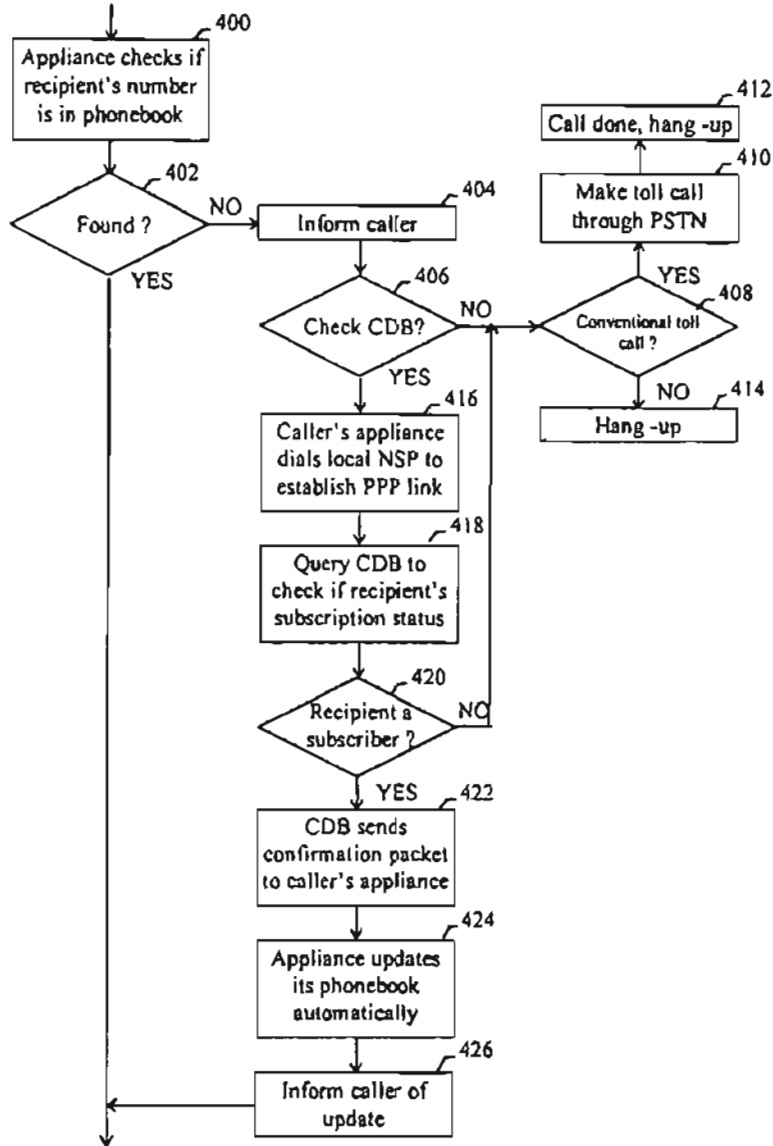 400
Appliance checks if
recipient's number
is in phonebook
402
Found ?
NO
YES
404
Inform caller
406
Check CDB?
NO
YES
412
Call done, hang -up
410
Make toll call
through PSTN
YES
408
Conventional toll
call ?
NO
414
Hang -up
416
Caller's appliance
dials local NSP to
establish PPP link
418
Query CDB to
check if recipient's
subscription status
420
Recipient a
subscriber ?
NO
YES
422
CDB sends
confirmation packet
to caller's appliance
424
Appliance updates
its phonebook
automatically
426
Inform caller of
update